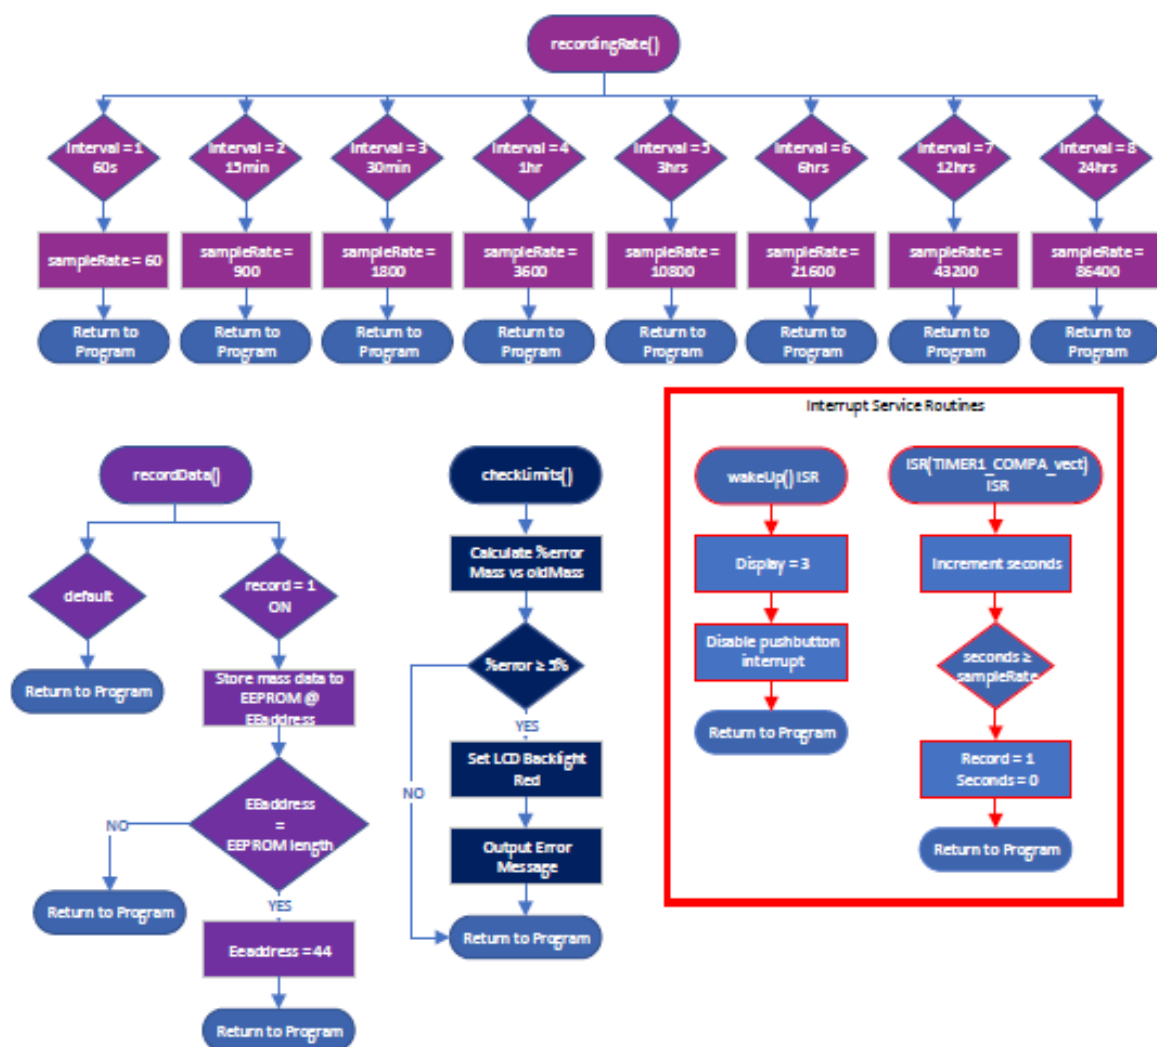 recordingRate()
Interval = 1
60s
Interval = 2
15min
Interval = 3
30min
Interval = 4
1hr
Interval = 5
3hrs
Interval = 6
6hrs
Interval = 7
12hrs
Interval = 8
24hrs
sampleRate = 60
sampleRate =
900
sampleRate =
1800
sampleRate =
3600
sampleRate =
10800
sampleRate =
21600
sampleRate =
43200
sampleRate =
86400
Return to
Program
Return to
Program
Return to
Program
Return to
Program
Return to
Program
Return to
Program
Return to
Program
Return to
Program
recordData()
default
Return to Program
record = 1
ON
Store mass data to
EEPROM @
EEaddress
EEaddress
=
EEPROM length
NO
Return to Program
YES
Eeaddress = 44
Return to Program
checkLimits()
Calculate %error
Mass vs oldMass
%error ≥ 5%
YES
NO
Set LCD Backlight
Red
Output Error
Message
Return to Program
Interrupt Service Routines
wakeUp() ISR
Display = 3
Disable pushbutton
interrupt
Return to Program
ISR(TIMER1_COMPA_vect)
ISR
Increment seconds
seconds ≥
sampleRate
Record = 1
Seconds = 0
Return to Program